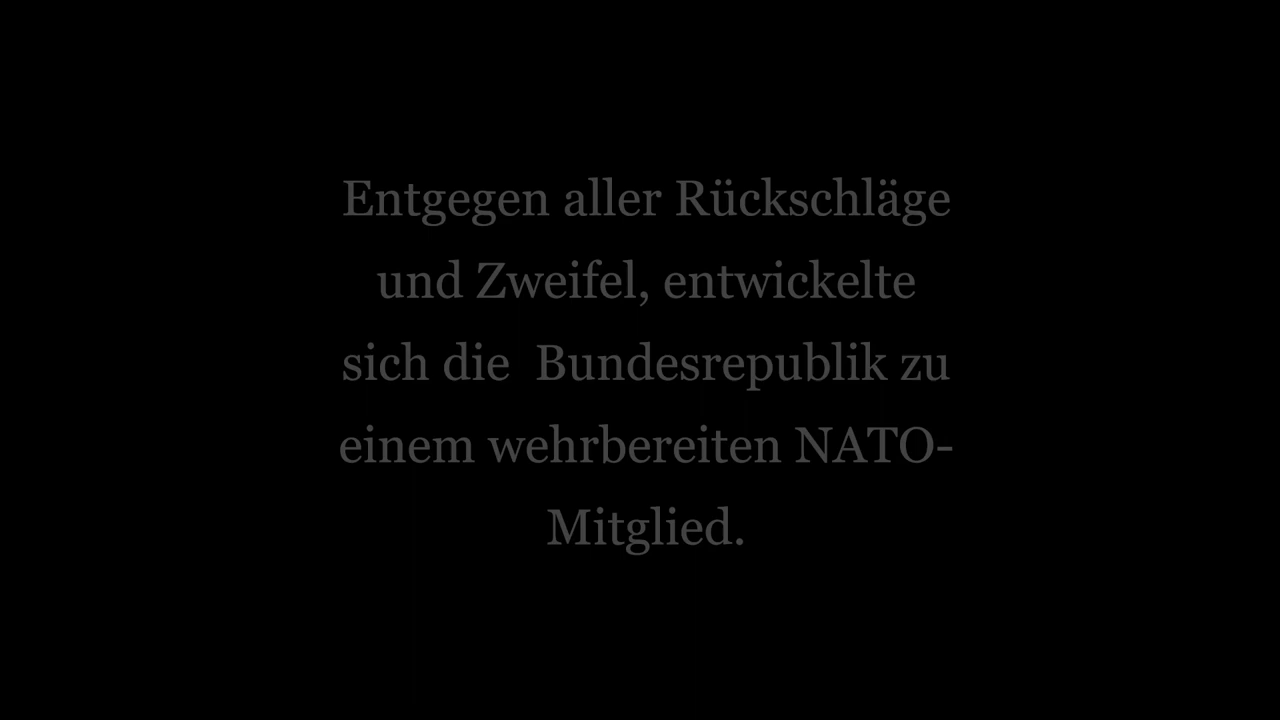 Entgegen aller Rückschläge
und Zweifel, entwickelte
sich die  Bundesrepublik zu
einem wehrbereiten NATO-
Mitglied.